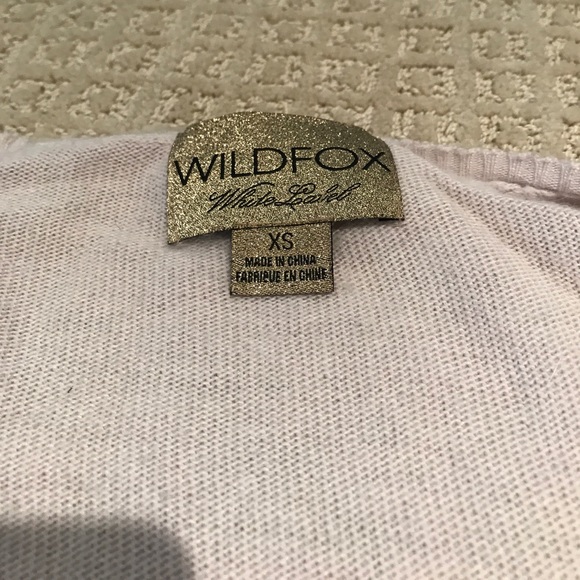 WILDFOX
White Label
XS
MADE IN CHINA
FABRIQUE EN CHINE